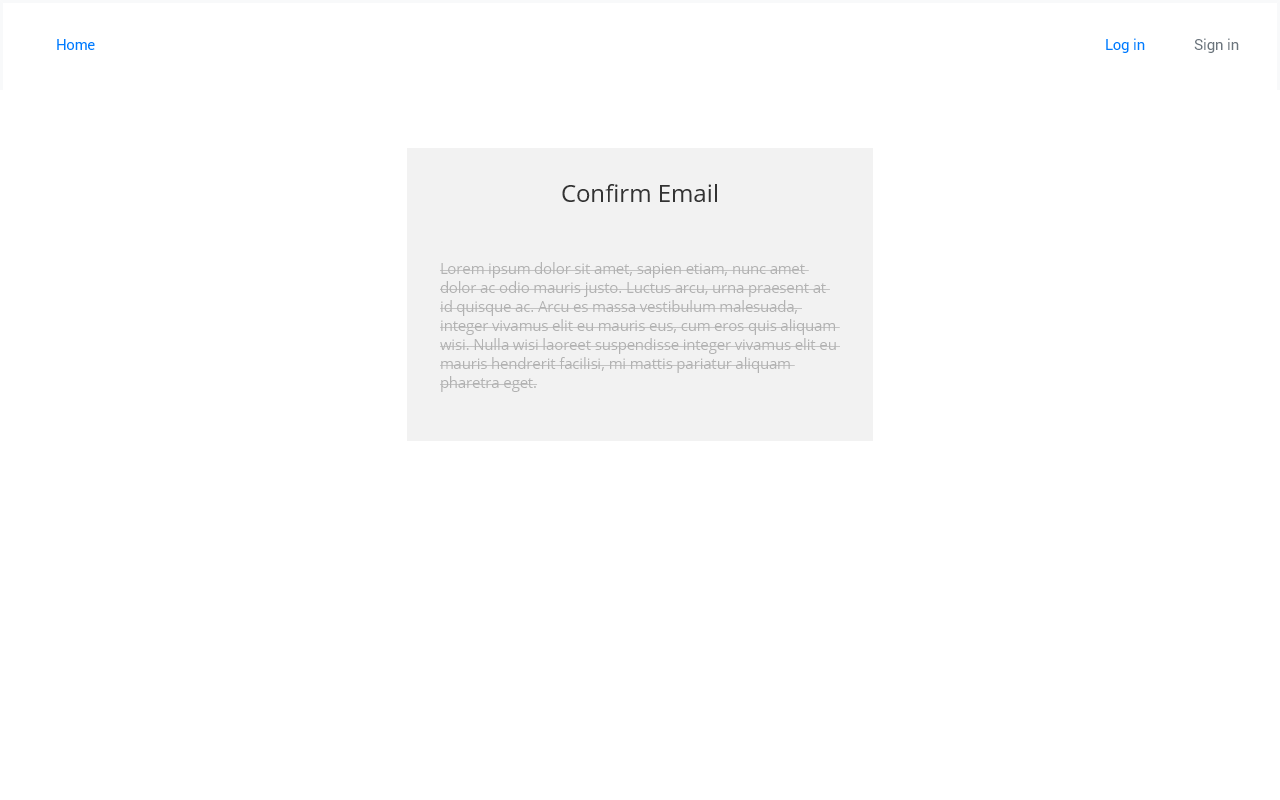 Home
Log in
Sign in
Confirm Email
Lorem ipsum dolor sit amet, sapien etiam, nunc amet
dolor ac odio mauris justo. Luctus arcu, urna praesent at
id quisque ac. Arcu es massa vestibulum malesuada,
integer vivamus elit eu mauris eus, cum eros quis aliquam
wisi. Nulla wisi laoreet suspendisse integer vivamus elit eu
mauris hendrerit facilisi, mi mattis pariatur aliquam
pharetra eget.